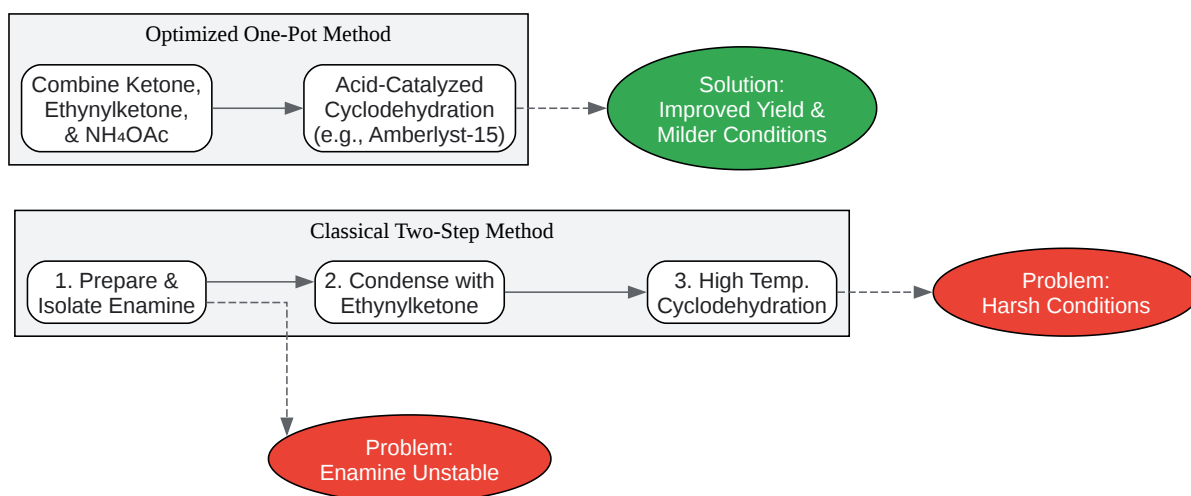 Optimized One-Pot Method
Combine Ketone,
Ethynylketone,
& NH₄OAc
Acid-Catalyzed
Cyclodehydration
(e.g., Amberlyst-15)
Solution:
Improved Yield &
Milder Conditions
Classical Two-Step Method
1. Prepare &
Isolate Enamine
2. Condense with
Ethynylketone
3. High Temp.
Cyclodehydration
Problem:
Harsh Conditions
Problem:
Enamine Unstable